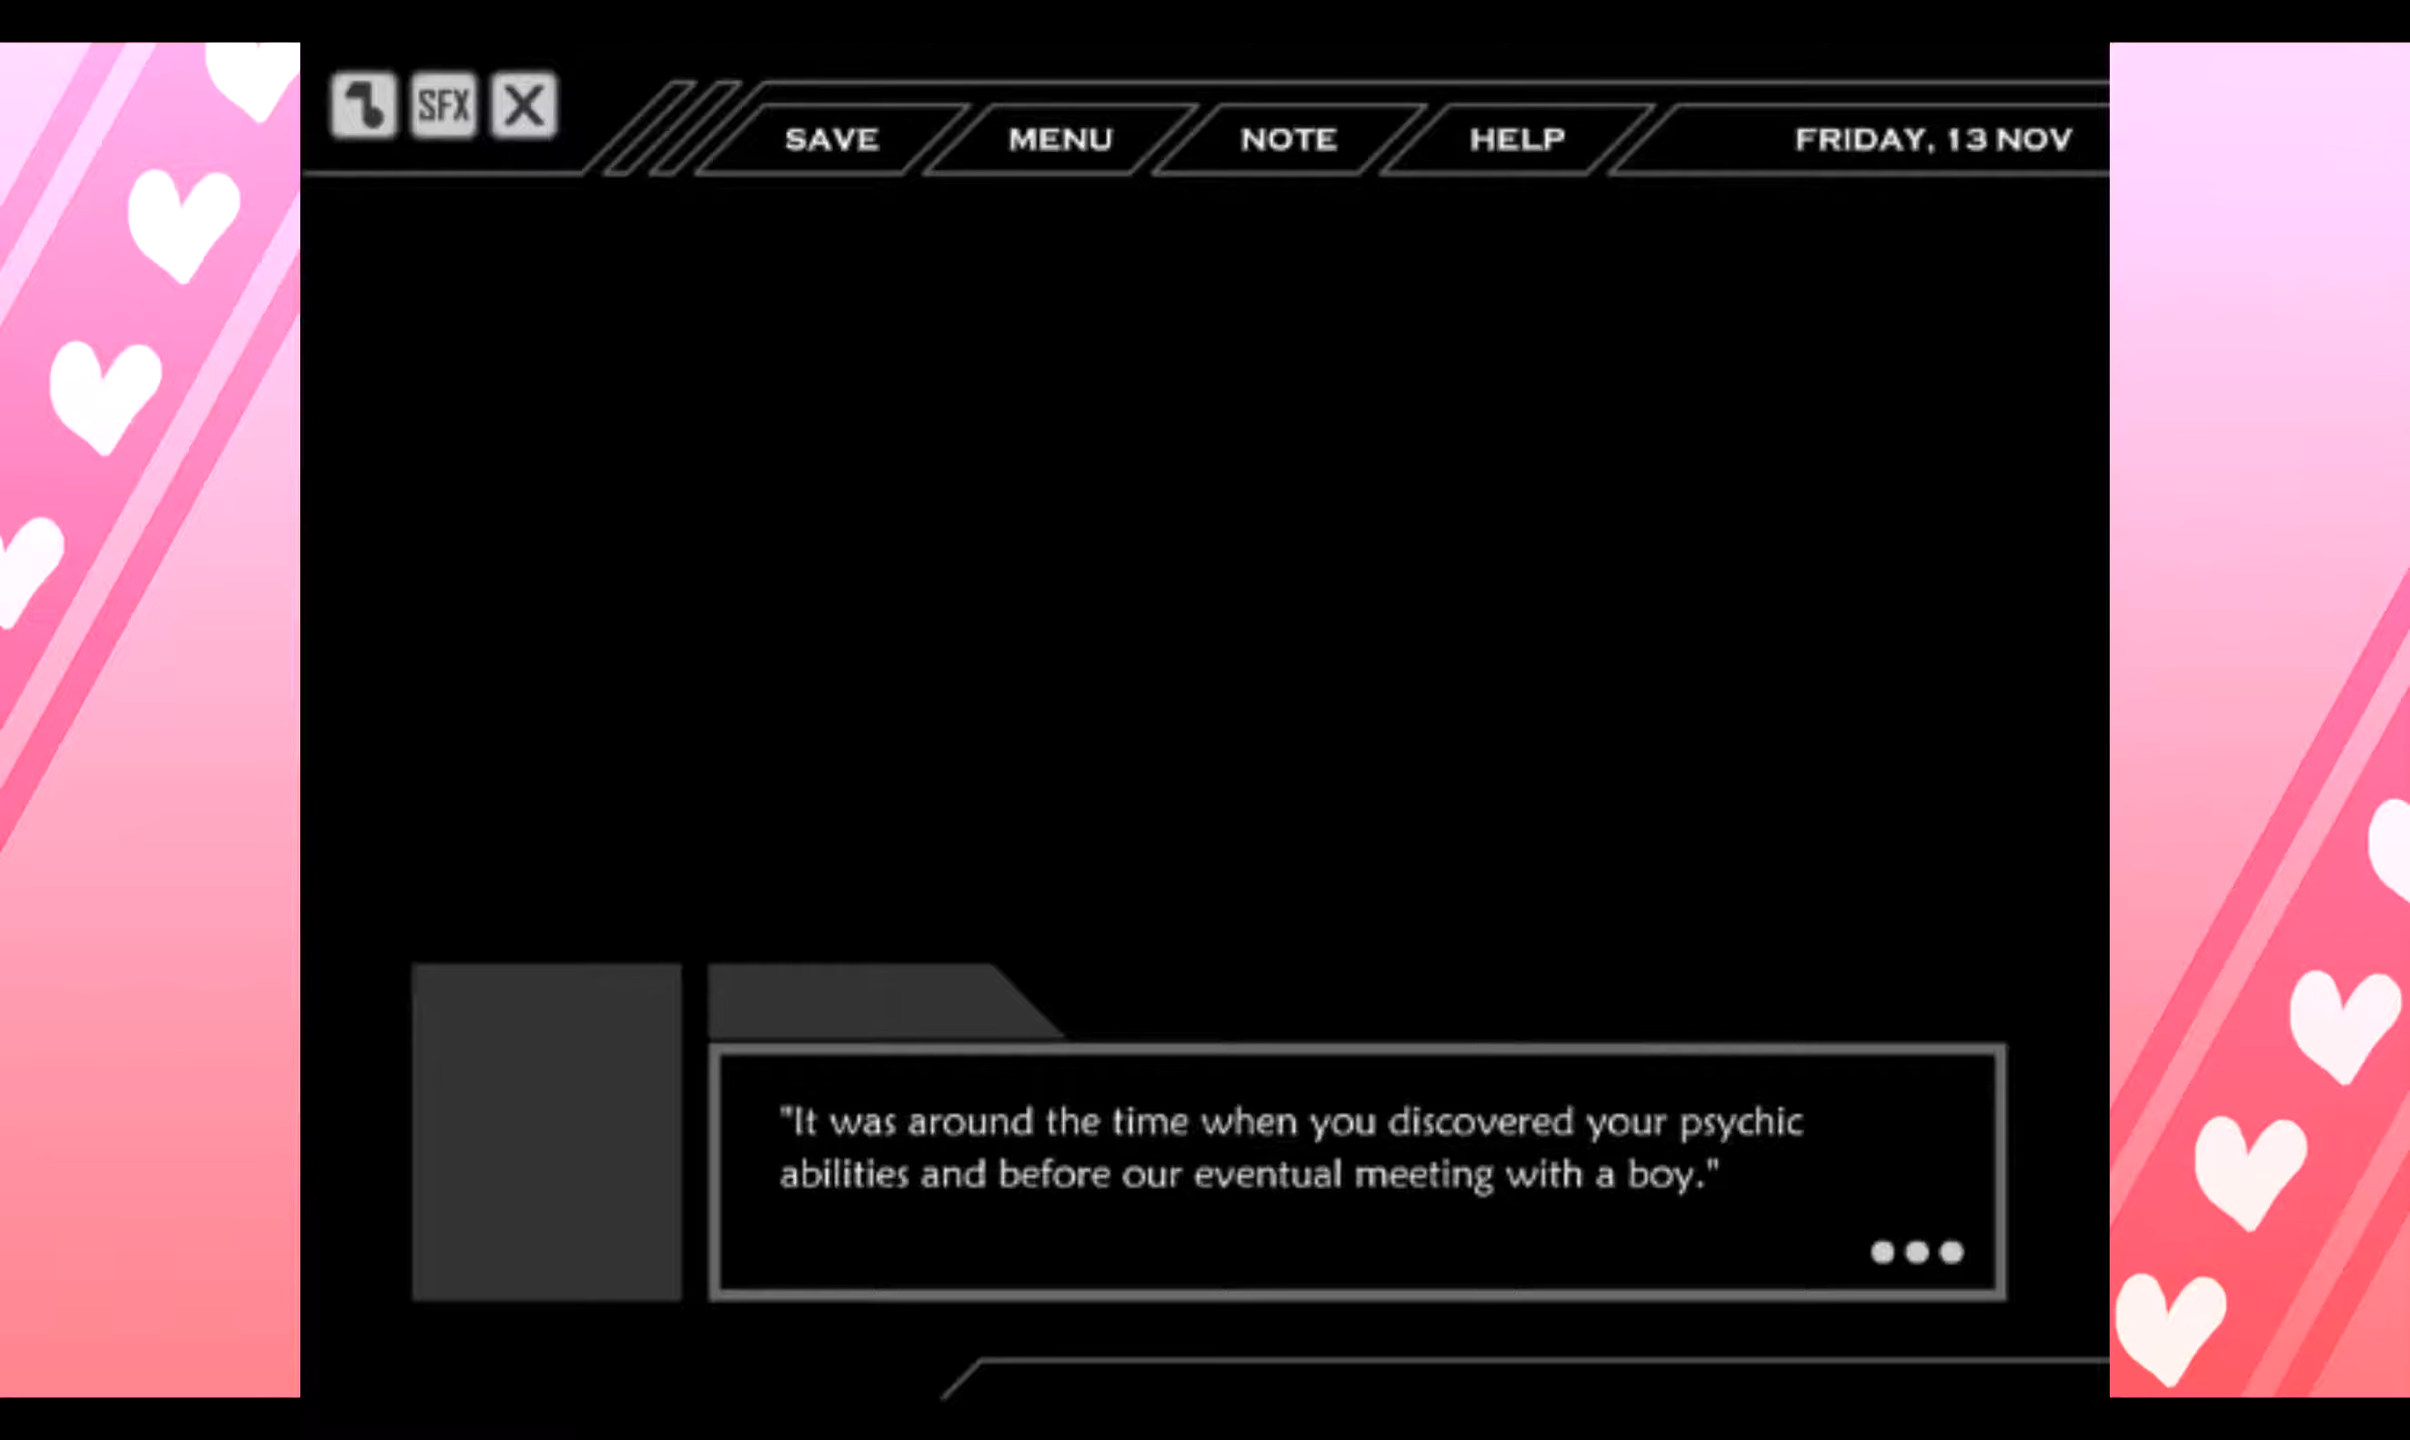 SFX X
SAVE MENU NOTE HELP FRIDAY, 13 NOV
"It was around the time when you discovered your psychic
abilities and before our eventual meeting with a boy."